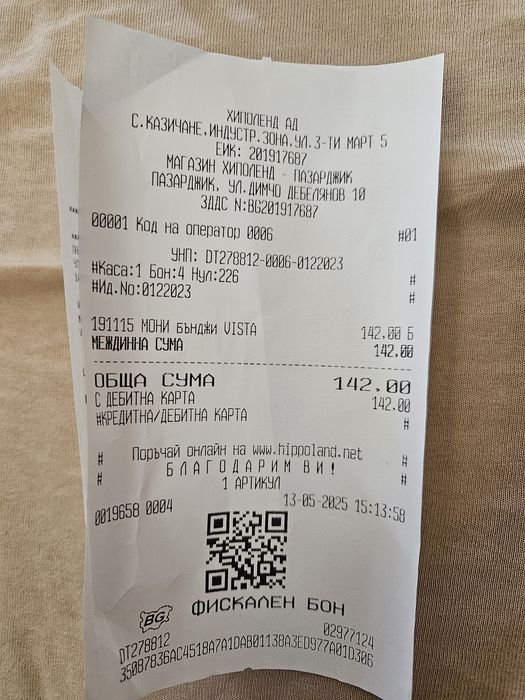 ХИПОЛЕНД АД
С.КАЗИЧАНЕ,ИНДУСТР.ЗОНА,УЛ.3-ТИ МАРТ 5
ЕИК: 201917687
МАГАЗИН ХИПОЛЕНД - ПАЗАРДЖИК
ПАЗАРДЖИК, УЛ.ДИМЧО ДЕБЕЛЯНОВ 10
ЗДДС N:BG201917687
00001 Код на оператор 0006 #01
УНП: DT278812-0006-0122023
#Каса:1 Бон:4 Нул:226 #
#Ид.No:0122023 #
191115 МОНИ БЪНДЖИ VISTA 142.00 Б
МЕЖДИННА СУМА 142.00
ОБЩА СУМА 142.00
С ДЕБИТНА КАРТА 142.00
#КРЕДИТНА/ДЕБИТНА КАРТА #
# Поръчай онлайн на www.hippoland.net #
# Б Л А Г О Д А Р И М В И ! #
1 АРТИКУЛ
0019658 0004 13-05-2025 15:13:58
BG ФИСКАЛЕН БОН
DT278812 02977124
35087836AC4518A7A1DAB01138A3ED977A01D306